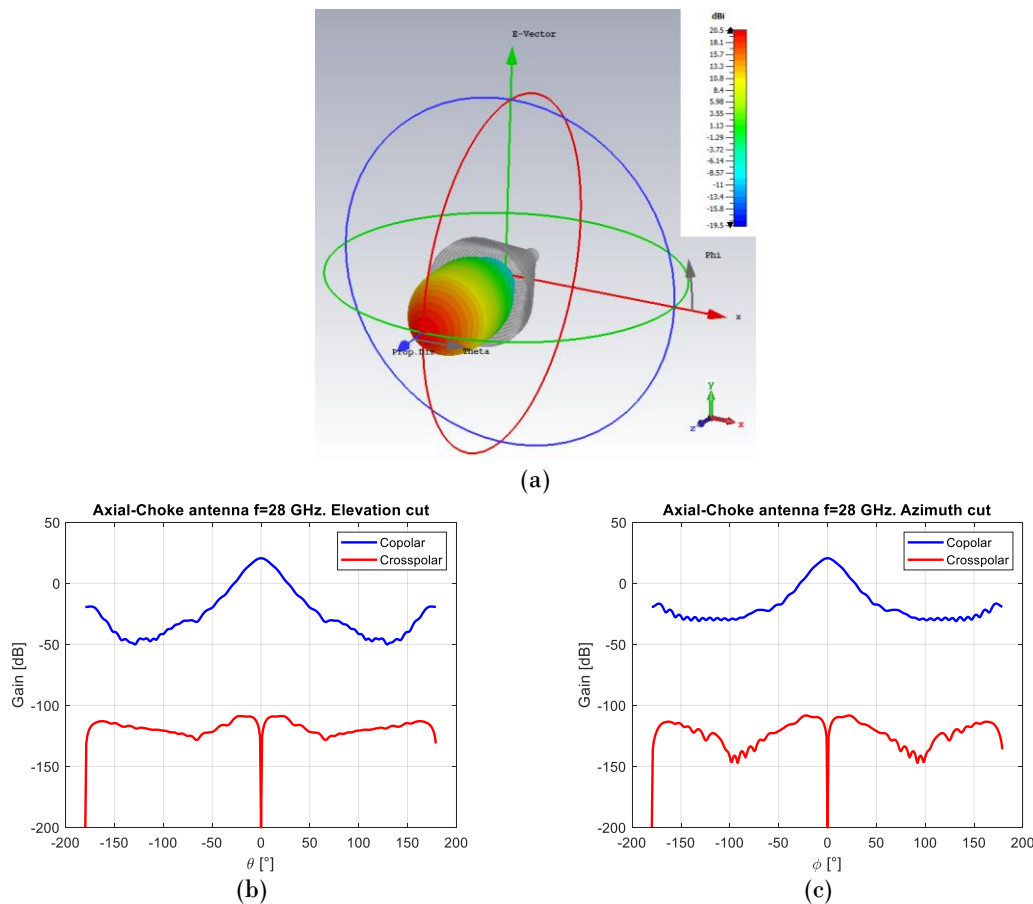 dBi
20.5
18.1
15.7
13.3
10.8
8.4
5.98
3.55
1.13
-1.29
-3.72
-6.14
-8.57
-11
-13.4
-15.8
-19.5
E-Vector
Phi
x
Prop.Dir
Theta
y
z
x
(a)
Axial-Choke antenna f=28 GHz. Elevation cut
Copolar
Crosspolar
Gain [dB]
50
0
-50
-100
-150
-200
-200 -150 -100 -50 0 50 100 150 200
θ [°]
(b)
Axial-Choke antenna f=28 GHz. Azimuth cut
Copolar
Crosspolar
Gain [dB]
50
0
-50
-100
-150
-200
-200 -150 -100 -50 0 50 100 150 200
ϕ [°]
(c)